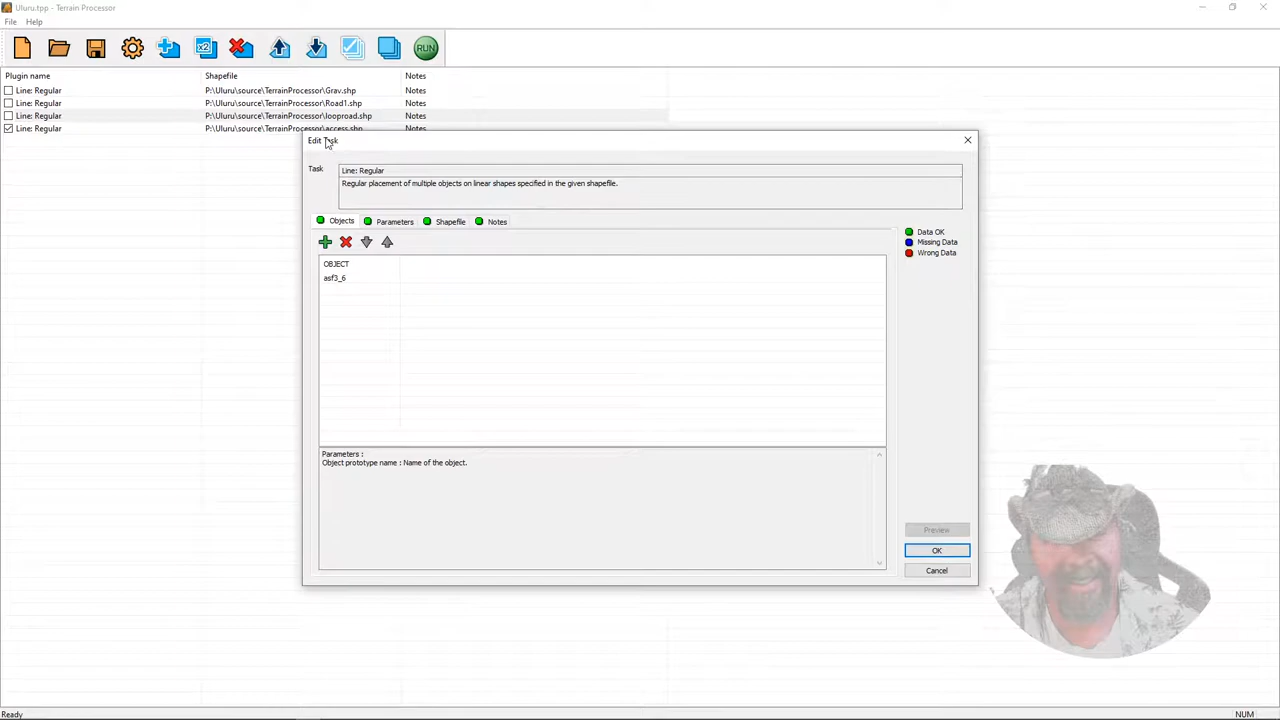 Uluru.tpp - Terrain Processor
File Help
x2 RUN
Plugin name Shapefile Notes
Line: Regular P:\Uluru\source\TerrainProcessor\Grav.shp Notes
Line: Regular P:\Uluru\source\TerrainProcessor\Road1.shp Notes
Line: Regular P:\Uluru\source\TerrainProcessor\looproad.shp Notes
Line: Regular P:\Uluru\source\TerrainProcessor\access.shp Notes
Edit Task
Task Line: Regular
Regular placement of multiple objects on linear shapes specified in the given shapefile.
Objects Parameters Shapefile Notes
Data OK
Missing Data
Wrong Data
OBJECT
asf3_6
Parameters :
Object prototype name : Name of the object.
Preview
OK
Cancel
Ready NUM